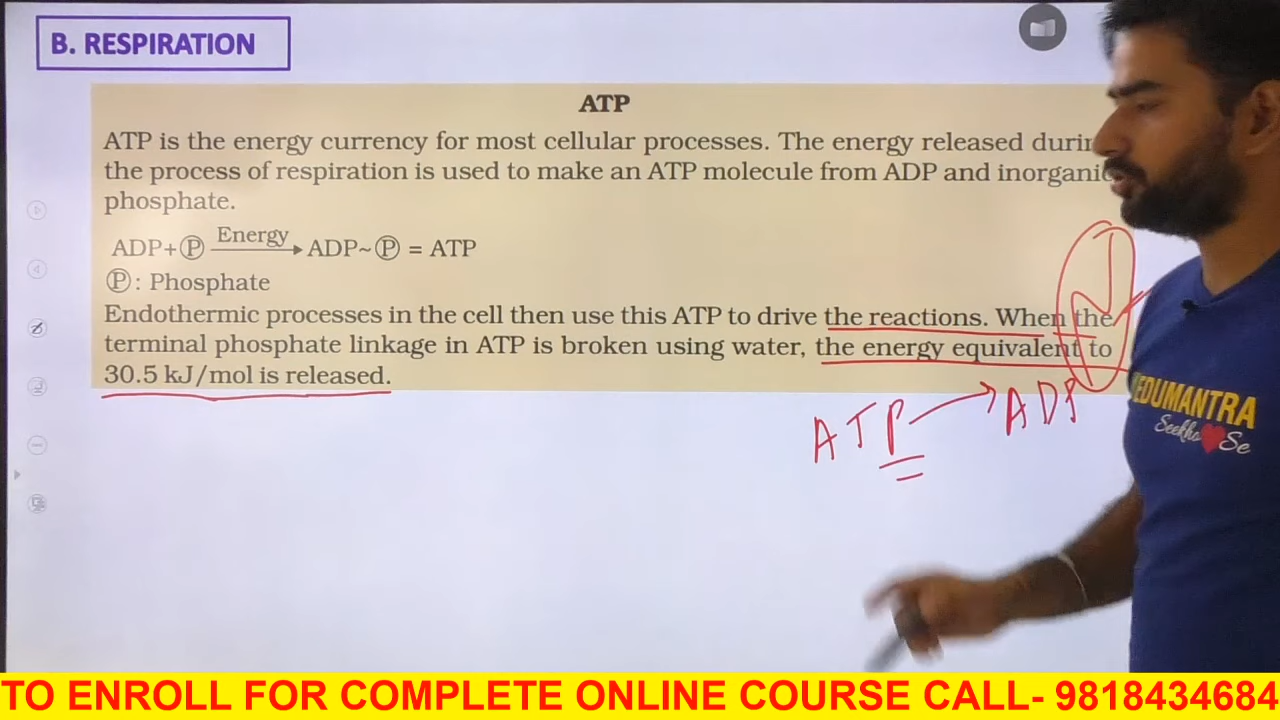 B. RESPIRATION
ATP
ATP is the energy currency for most cellular processes. The energy released durin
the process of respiration is used to make an ATP molecule from ADP and inorganic
phosphate.
ADP+Ⓟ Energy ADP~Ⓟ = ATP
Ⓟ: Phosphate
Endothermic processes in the cell then use this ATP to drive the reactions. When the
terminal phosphate linkage in ATP is broken using water, the energy equivalent to
30.5 kJ/mol is released.
ATP → ADP
EDUMANTRA
Seekho Se
TO ENROLL FOR COMPLETE ONLINE COURSE CALL- 9818434684